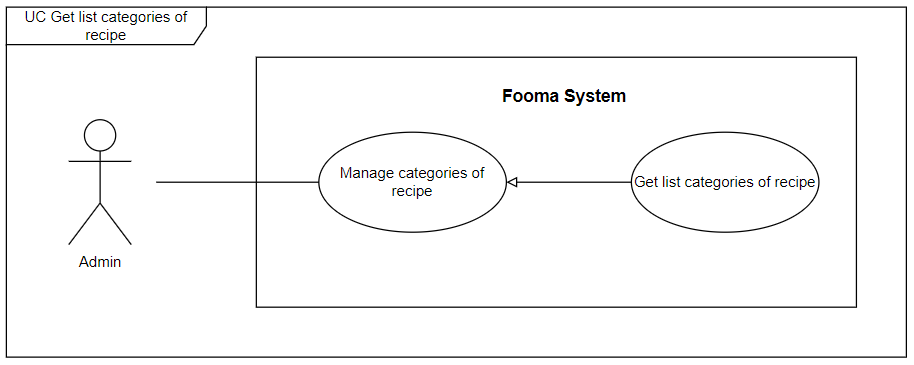 UC Get list categories of
recipe
Fooma System
Manage categories of
recipe
Get list categories of recipe
Admin